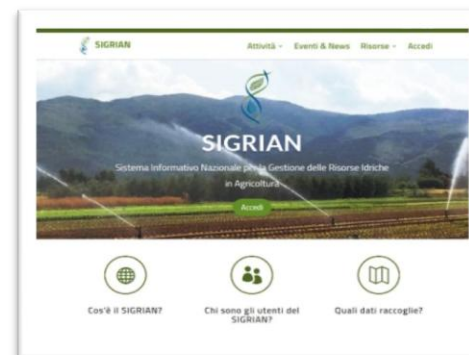 SIGRIAN
Attività Eventi & News Risorse Accedi
SIGRIAN
Sistema Informativo Nazionale per la Gestione delle Risorse Idriche
in Agricoltura
Accedi
Cos'è il SIGRIAN?
Chi sono gli utenti del
SIGRIAN?
Quali dati raccoglie?